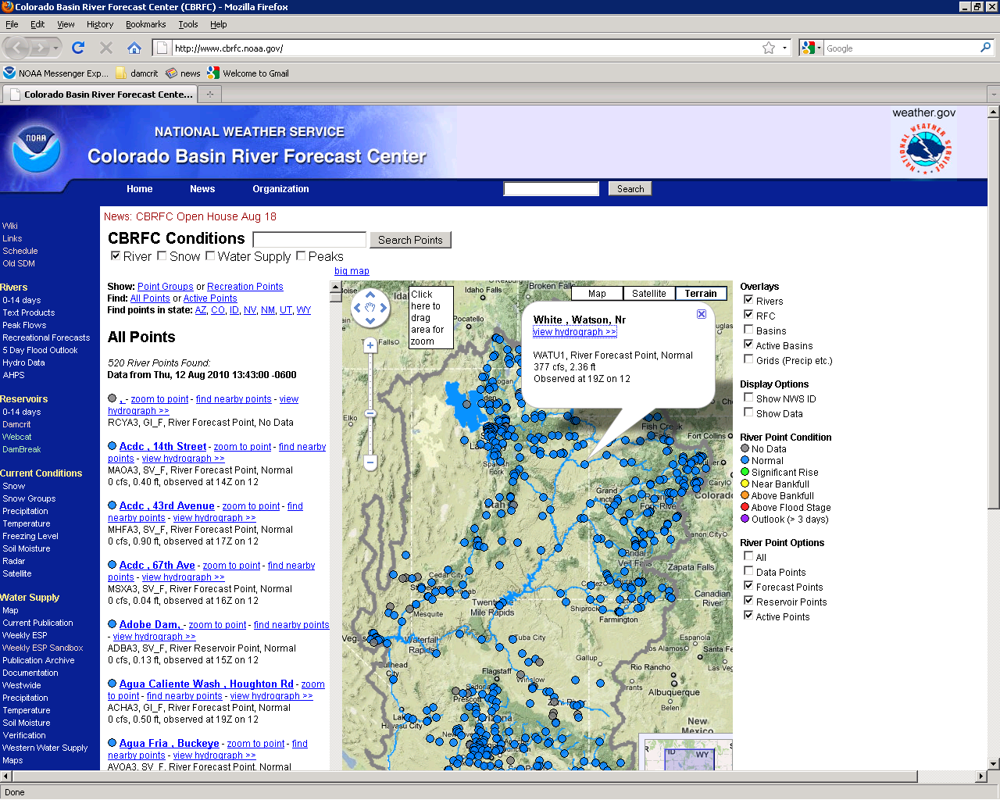 Colorado Basin River Forecast Center (CBRFC) - Mozilla Firefox
File Edit View History Bookmarks Tools Help
http://www.cbrfc.noaa.gov/
Google
NOAA Messenger Exp... damcrit news Welcome to Gmail
Colorado Basin River Forecast Cente...
weather.gov
NOAA
NATIONAL WEATHER SERVICE
Colorado Basin River Forecast Center
NATIONAL WEATHER SERVICE
Home News Organization Search
News: CBRFC Open House Aug 18
CBRFC Conditions Search Points
River Snow Water Supply Peaks
big map
Wiki
Links
Schedule
Old SDM
Rivers
0-14 days
Text Products
Peak Flows
Recreational Forecasts
5 Day Flood Outlook
Hydro Data
AHPS
Reservoirs
0-14 days
Damcrit
Webcat
DamBreak
Current Conditions
Snow
Snow Groups
Precipitation
Temperature
Freezing Level
Soil Moisture
Radar
Satellite
Water Supply
Map
Current Publication
Weekly ESP
Weekly ESP Sandbox
Publication Archive
Documentation
Westwide
Precipitation
Temperature
Soil Moisture
Verification
Western Water Supply
Maps
Show: Point Groups or Recreation Points
Find: All Points or Active Points
Find points in state: AZ, CO, ID, NV, NM, UT, WY
All Points
520 River Points Found:
Data from Thu, 12 Aug 2010 13:43:00 -0600
, - zoom to point - find nearby points - view
hydrograph >>
RCYA3, GI_F, River Forecast Point, No Data
Acdc , 14th Street - zoom to point - find nearby
points - view hydrograph >>
MAOA3, SV_F, River Forecast Point, Normal
0 cfs, 0.40 ft, observed at 14Z on 12
Acdc , 43rd Avenue - zoom to point - find
nearby points - view hydrograph >>
MHFA3, SV_F, River Forecast Point, Normal
0 cfs, 0.90 ft, observed at 17Z on 12
Acdc , 67th Ave - zoom to point - find nearby
points - view hydrograph >>
MSXA3, SV_F, River Forecast Point, Normal
0 cfs, 0.04 ft, observed at 16Z on 12
Adobe Dam, - zoom to point - find nearby points
- view hydrograph >>
ADBA3, SV_F, River Reservoir Point, Normal
0 cfs, 0.13 ft, observed at 15Z on 12
Agua Caliente Wash , Houghton Rd - zoom
to point - find nearby points - view hydrograph >>
ACHA3, GI_F, River Forecast Point, Normal
0 cfs, 0.50 ft, observed at 19Z on 12
Agua Fria , Buckeye - zoom to point - find
nearby points - view hydrograph >>
AVOA3, SV_F, River Forecast Point, Normal
Click
here to
drag
area for
zoom
Map Satellite Terrain
White , Watson, Nr
view hydrograph >>
WATU1, River Forecast Point, Normal
377 cfs, 2.36 ft
Observed at 19Z on 12
Idaho Falls
Broken Falls
Pocatello
Elko
Fish Creek
Fort Collins
Spanish
Fork
Utah
Grand
Junction
Colorado
Canon City
Bridal
Veil Falls
Zapata Falls
Cedar City
Kanab
Mesquite
Twenty
Mile Rapids
Shiprock
Farmington
Canadian
River
Waterfall
Rapids
Tuba City
Española
Los Alamos
Santa Fe
Bullhead
City
Flagstaff
Winslow
Gallup
Rio Rancho
Albuquerque
Las Ve
Sedona
Prescott
Belen
Lake
Havasu City
Arizona
New
Mexico
ID WY
Overlays
Rivers
RFC
Basins
Active Basins
Grids (Precip etc.)
Display Options
Show NWS ID
Show Data
River Point Condition
No Data
Normal
Significant Rise
Near Bankfull
Above Bankfull
Above Flood Stage
Outlook (> 3 days)
River Point Options
All
Data Points
Forecast Points
Reservoir Points
Active Points
Done